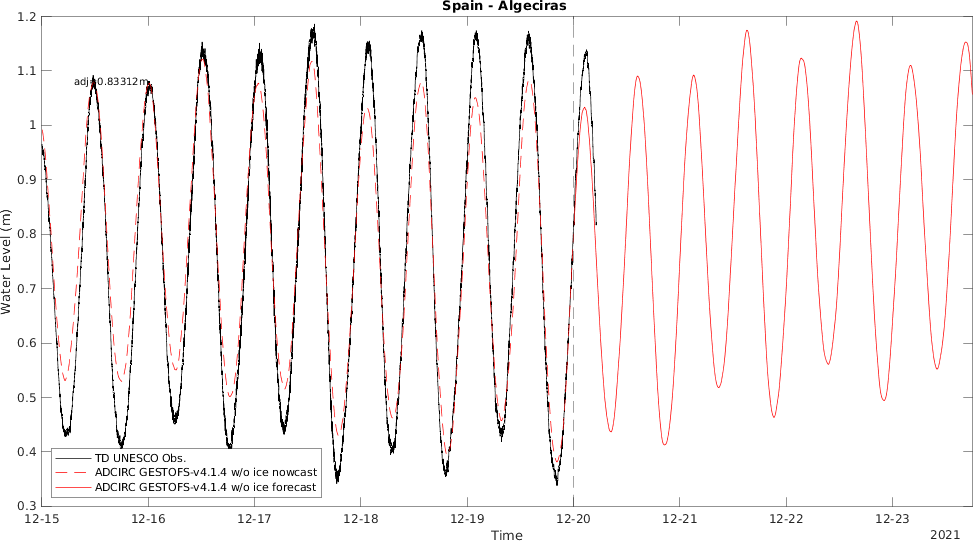 Spain - Algeciras
1.2
1.1
1
0.9
0.8
0.7
0.6
0.5
0.4
0.3
Water Level (m)
adj=0.83312m
TD UNESCO Obs.
ADCIRC GESTOFS-v4.1.4 w/o ice nowcast
ADCIRC GESTOFS-v4.1.4 w/o ice forecast
12-15 12-16 12-17 12-18 12-19 12-20 12-21 12-22 12-23
Time
2021